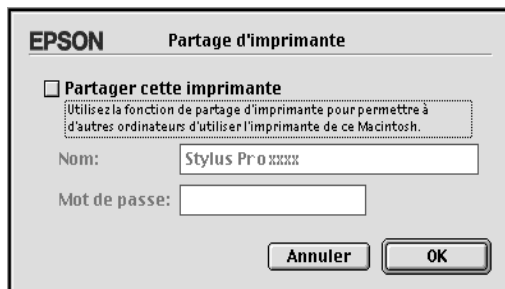 EPSON Partage d'imprimante
Partager cette imprimante
Utilisez la fonction de partage d'imprimante pour permettre à
d'autres ordinateurs d'utiliser l'imprimante de ce Macintosh.
Nom: Stylus Pro xxxx
Mot de passe:
Annuler OK